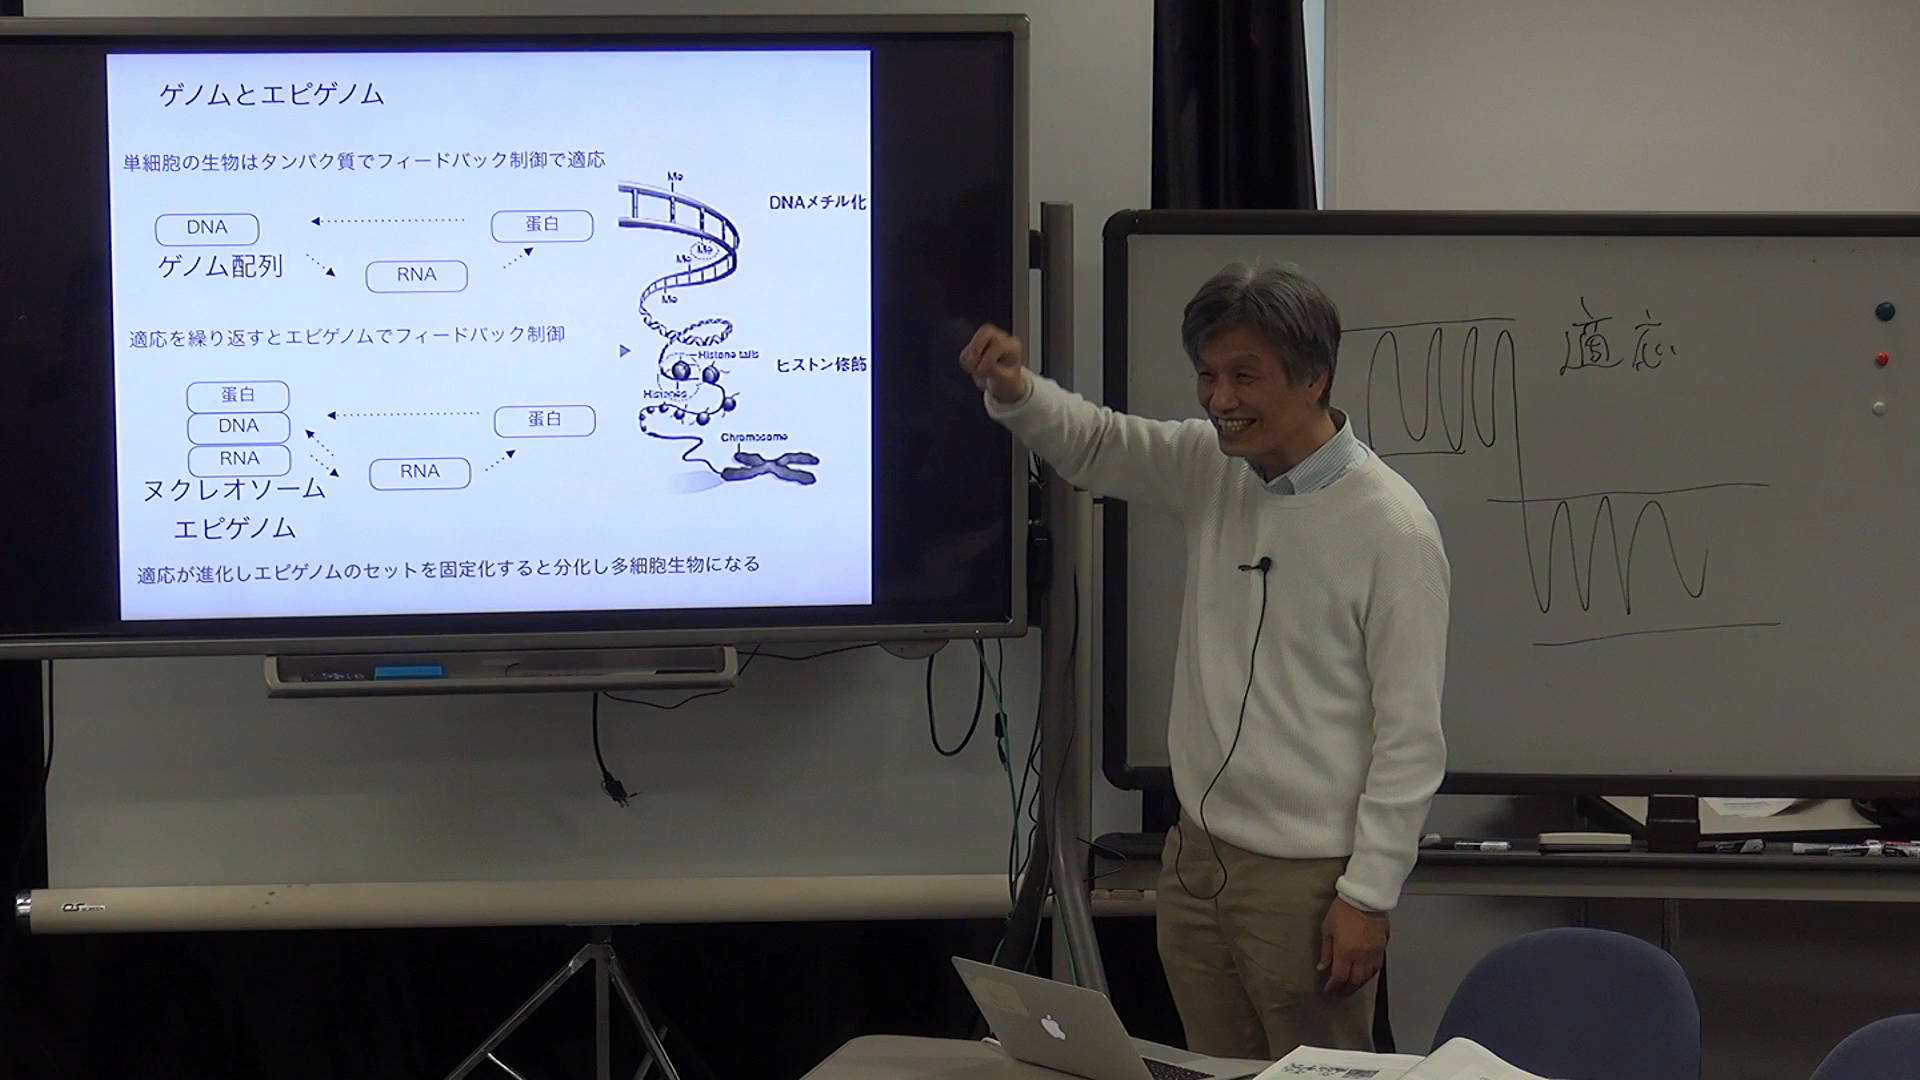 ゲノムとエピゲノム
単細胞の生物はタンパク質でフィードバック制御で適応
DNA
蛋白
ゲノム配列
RNA
Me
DNAメチル化
Me
Me
Me
適応を繰り返すとエピゲノムでフィードバック制御
Histone tails
ヒストン修飾
Histones
蛋白
DNA
RNA
蛋白
RNA
Chromosome
ヌクレオソーム
エピゲノム
適応が進化しエピゲノムのセットを固定化すると分化し多細胞生物になる
適応